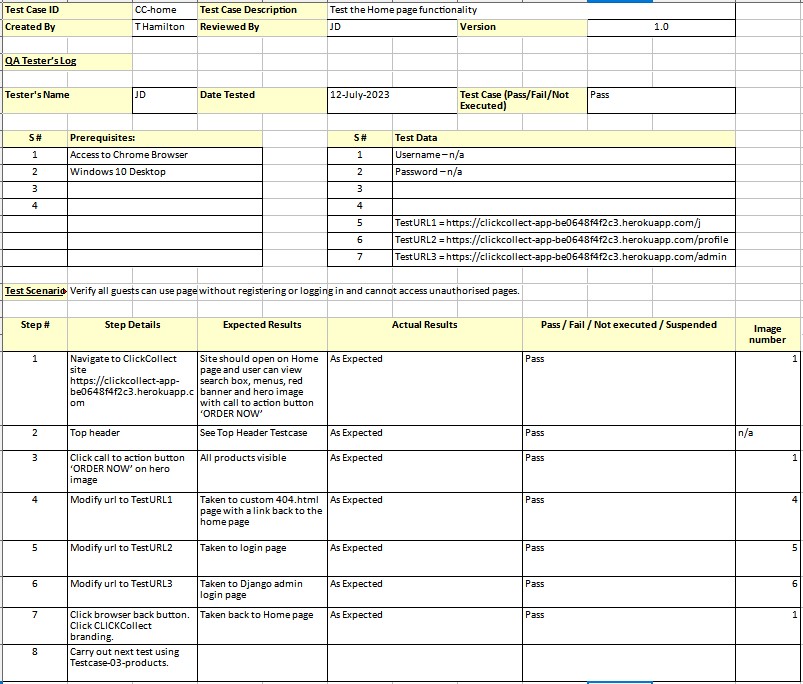 Test Case ID CC-home Test Case Description Test the Home page functionality
Created By T Hamilton Reviewed By JD Version 1.0
QA Tester's Log
Tester's Name JD Date Tested 12-July-2023 Test Case (Pass/Fail/Not
Executed) Pass
S # Prerequisites: S # Test Data
1 Access to Chrome Browser 1 Username – n/a
2 Windows 10 Desktop 2 Password – n/a
3 3
4 4
5 TestURL1 = https://clickcollect-app-be0648f4f2c3.herokuapp.com/j
6 TestURL2 = https://clickcollect-app-be0648f4f2c3.herokuapp.com/profile
7 TestURL3 = https://clickcollect-app-be0648f4f2c3.herokuapp.com/admin
Test Scenario Verify all guests can use page without registering or logging in and cannot access unauthorised pages.
Step # Step Details Expected Results Actual Results Pass / Fail / Not executed / Suspended Image
number
1 Navigate to ClickCollect Site should open on Home As Expected Pass 1
site page and user can view
https://clickcollect-app- search box, menus, red
be0648f4f2c3.herokuapp.c banner and hero image
om with call to action button
'ORDER NOW'
2 Top header See Top Header Testcase As Expected Pass n/a
3 Click call to action button All products visible As Expected Pass 1
'ORDER NOW' on hero
image
4 Modify url to TestURL1 Taken to custom 404.html As Expected Pass 4
page with a link back to the
home page
5 Modify url to TestURL2 Taken to login page As Expected Pass 5
6 Modify url to TestURL3 Taken to Django admin As Expected Pass 6
login page
7 Click browser back button. Taken back to Home page As Expected Pass 1
Click CLICKCollect
branding.
8 Carry out next test using
Testcase-03-products.